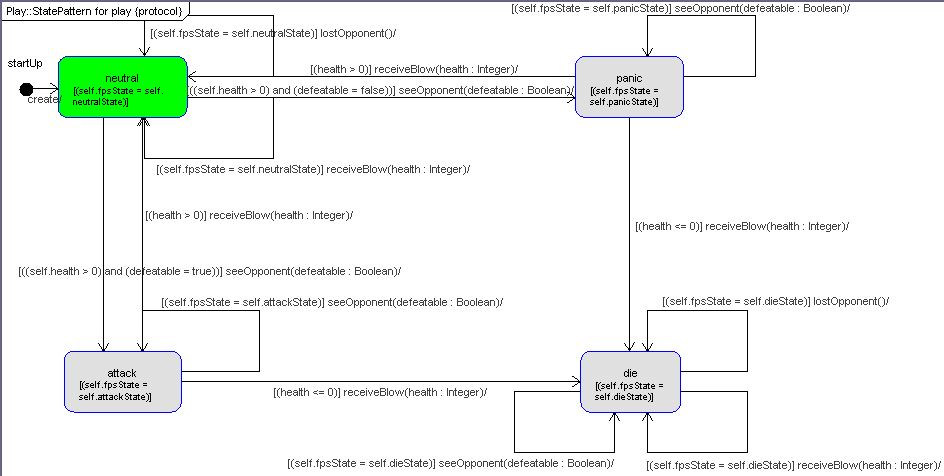 Play::StatePattern for play {protocol}
[(self.fpsState = self.panicState)] seeOpponent(defeatable : Boolean)/
[(self.fpsState = self.neutralState)] lostOpponent()/
startUp
create/
neutral
[(self.fpsState = self.
neutralState)]
[(health > 0)] receiveBlow(health : Integer)/
[((self.health > 0) and (defeatable = false))] seeOpponent(defeatable : Boolean)/
panic
[(self.fpsState =
self.panicState)]
[(self.fpsState = self.neutralState)] receiveBlow(health : Integer)/
[(health > 0)] receiveBlow(health : Integer)/
[(health <= 0)] receiveBlow(health : Integer)/
[((self.health > 0) and (defeatable = true))] seeOpponent(defeatable : Boolean)/
[(self.fpsState = self.attackState)] seeOpponent(defeatable : Boolean)/
[(self.fpsState = self.dieState)] lostOpponent()/
attack
[(self.fpsState =
self.attackState)]
[(health <= 0)] receiveBlow(health : Integer)/
die
[(self.fpsState =
self.dieState)]
[(self.fpsState = self.dieState)] seeOpponent(defeatable : Boolean)/
[(self.fpsState = self.dieState)] receiveBlow(health : Integer)/